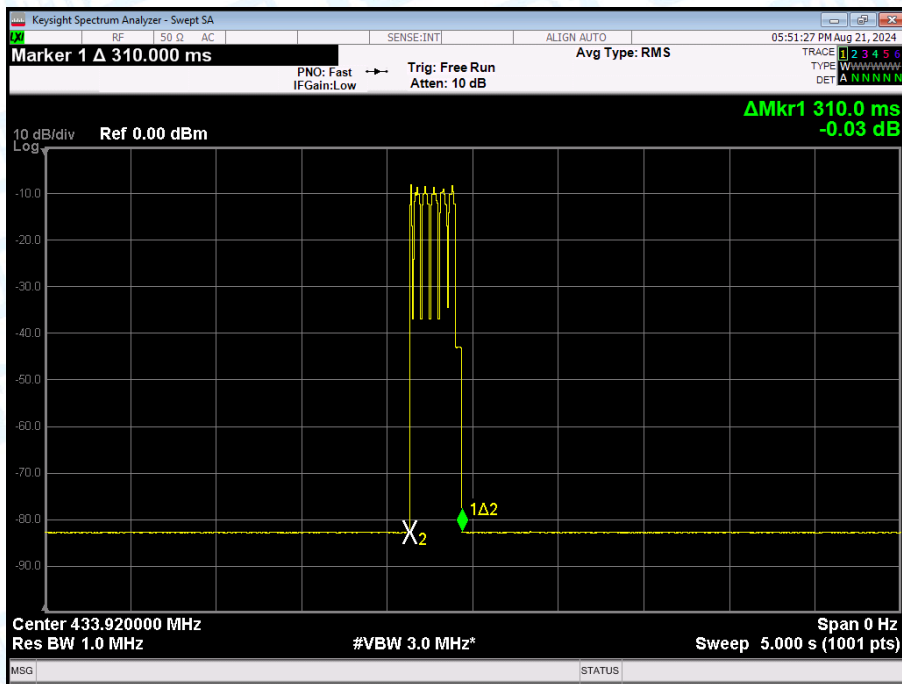 Keysight Spectrum Analyzer - Swept SA
LXI RF 50 Ω AC SENSE:INT ALIGN AUTO 05:51:27 PM Aug 21, 2024
Marker 1 Δ 310.000 ms
PNO: Fast
IFGain:Low
Trig: Free Run
Atten: 10 dB
Avg Type: RMS
TRACE 1 2 3 4 5 6
TYPE WWWWWW
DET A N N N N N
ΔMkr1 310.0 ms
-0.03 dB
10 dB/div Ref 0.00 dBm
Log
-10.0
-20.0
-30.0
-40.0
-50.0
-60.0
-70.0
-80.0
-90.0
1Δ2
X2
Center 433.920000 MHz Span 0 Hz
Res BW 1.0 MHz #VBW 3.0 MHz* Sweep 5.000 s (1001 pts)
MSG STATUS